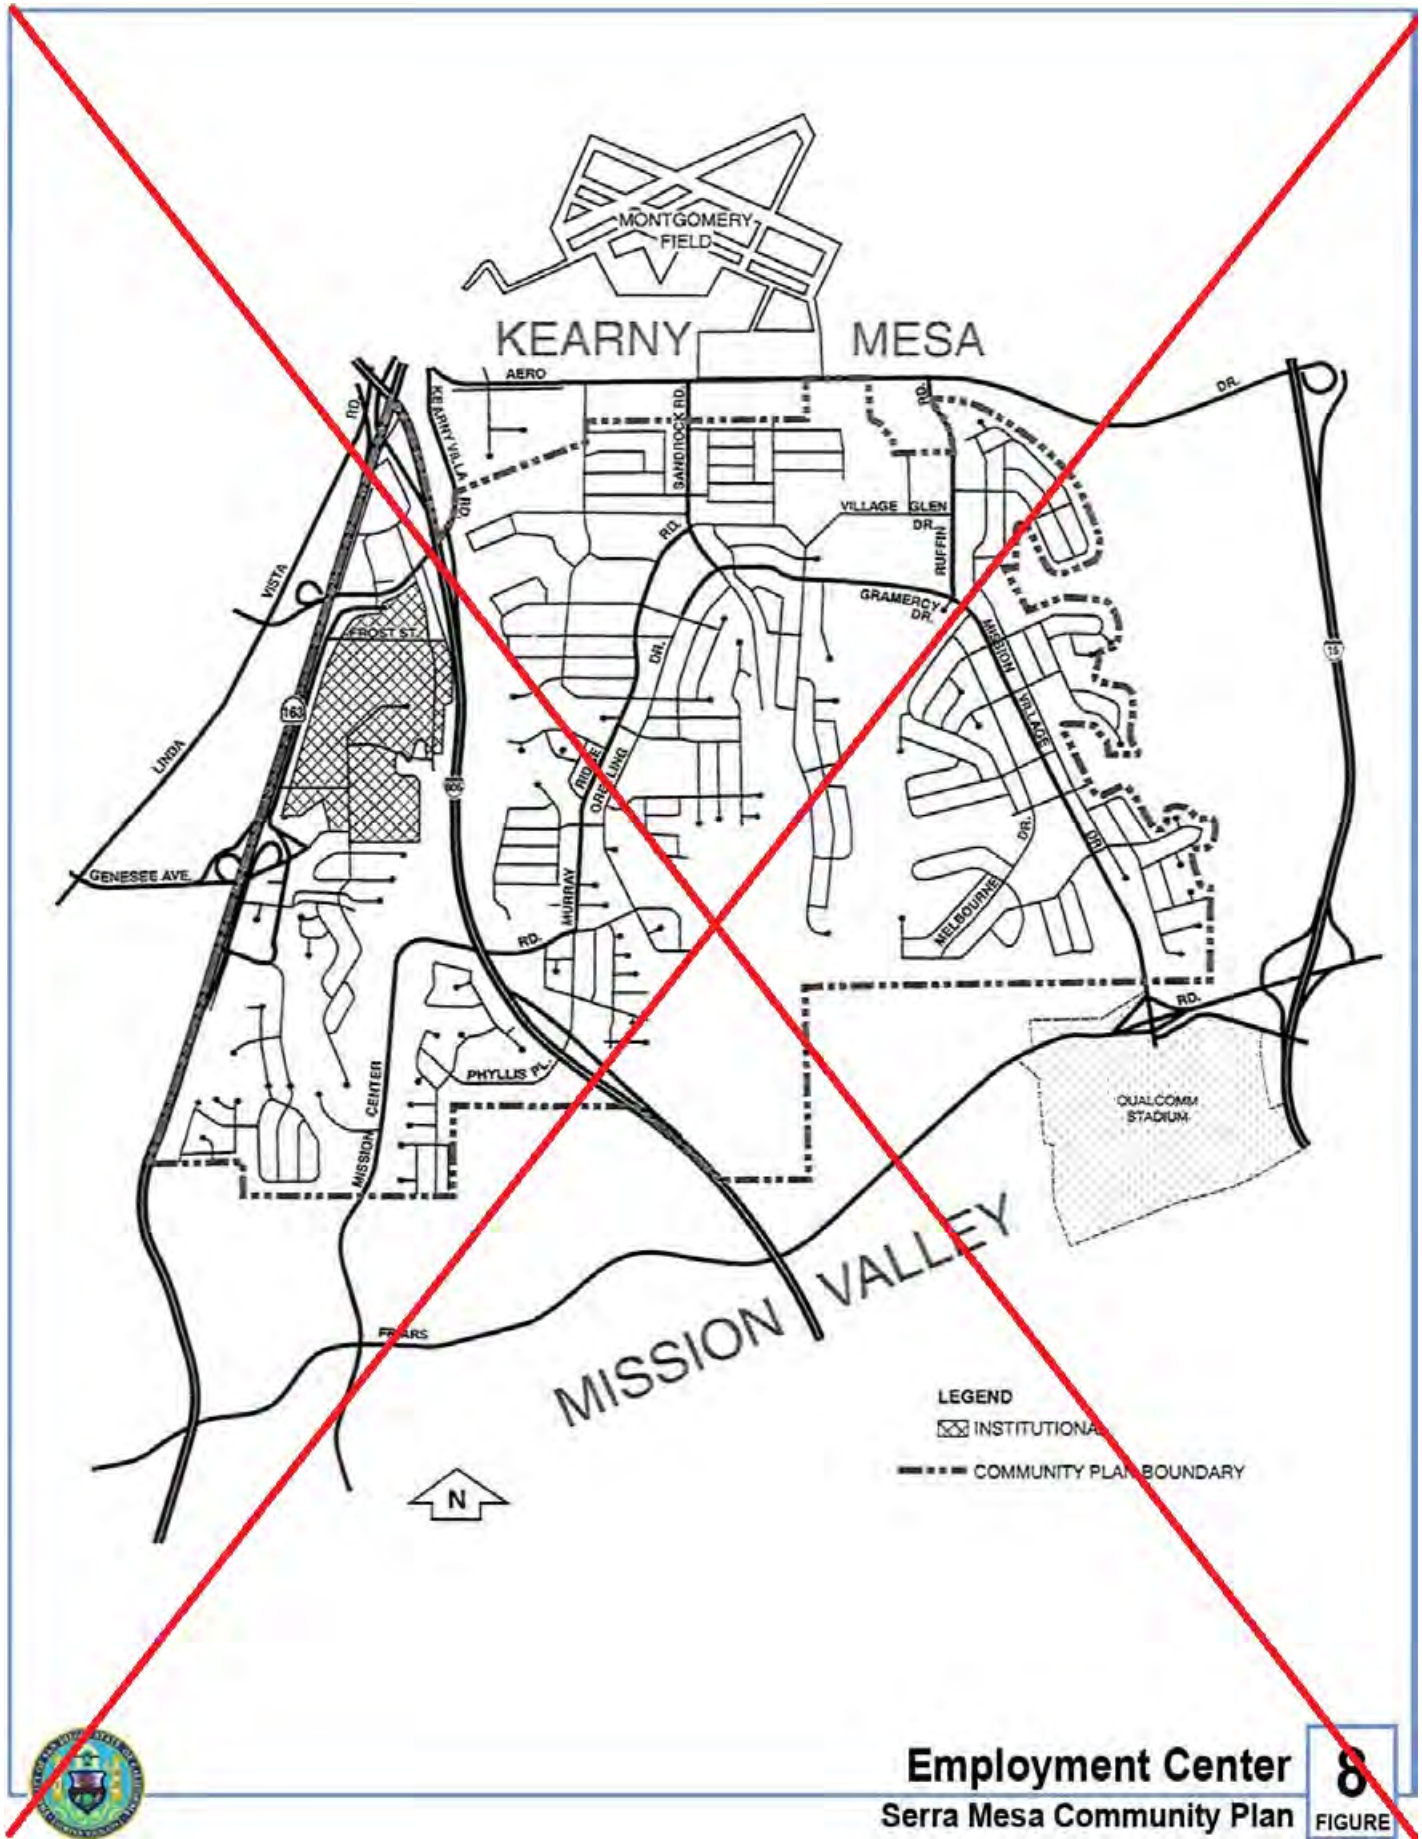 MONTGOMERY
FIELD
KEARNY MESA
AERO
DR.
RD.
KEARNY VILLA
RD.
SANDROCK RD.
RD.
VILLAGE GLEN
DR.
RUFFIN
VISTA
GRAMERCY
DR.
FROST ST.
MISSION
DR.
15
163
VILLAGE
LINDA
805
RIDGE
MURRAY
DR.
DR.
GENESEE AVE.
MELBOURNE
RD.
RD.
PHYLLIS PL.
CENTER
MISSION
QUALCOMM
STADIUM
MISSION VALLEY
FRIARS
LEGEND
INSTITUTIONAL
COMMUNITY PLAN BOUNDARY
N
Employment Center
Serra Mesa Community Plan
8
FIGURE